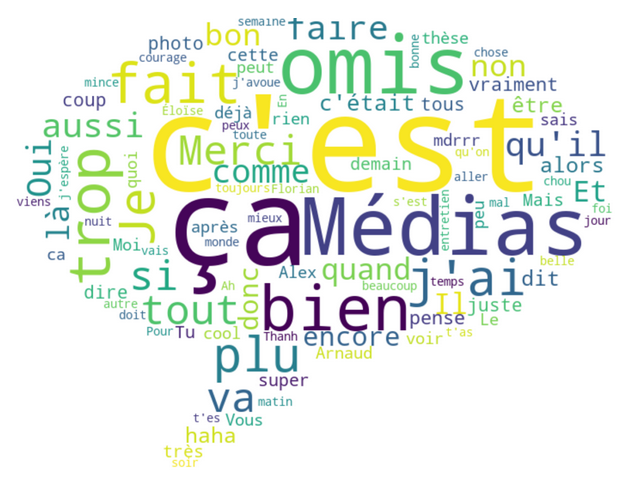 semaine
faire
photo
bon
bonne
thèse
courage
cette
omis
chose
mince
fait
peut
j'avoue
non
vraiment
coup
Éloïse
déjà
En
c'était
tous
être
aussi
peux
rien
sais
c'est
Oui
j'espère
trop
quoi
Je
Merci
toute
comme
demain
mdrrr
qu'on
qu'il
alors
toujours
Florian
aller
chou
Et
viens
là
nuit
ça
Médias
s'est
entretien
peu
mal
Mais
foi
jour
après
mieux
monde
ca
Moi
vais
si
donc
Alex
quand
j'ai
temps
dit
belle
dire
Ah
beaucoup
autre
tout
bien
Il
juste
doit
Pour
Tu
cool
Thanh
encore
pense
Le
voir
t'as
plu
Arnaud
super
va
matin
t'es
Vous
haha
très
soir